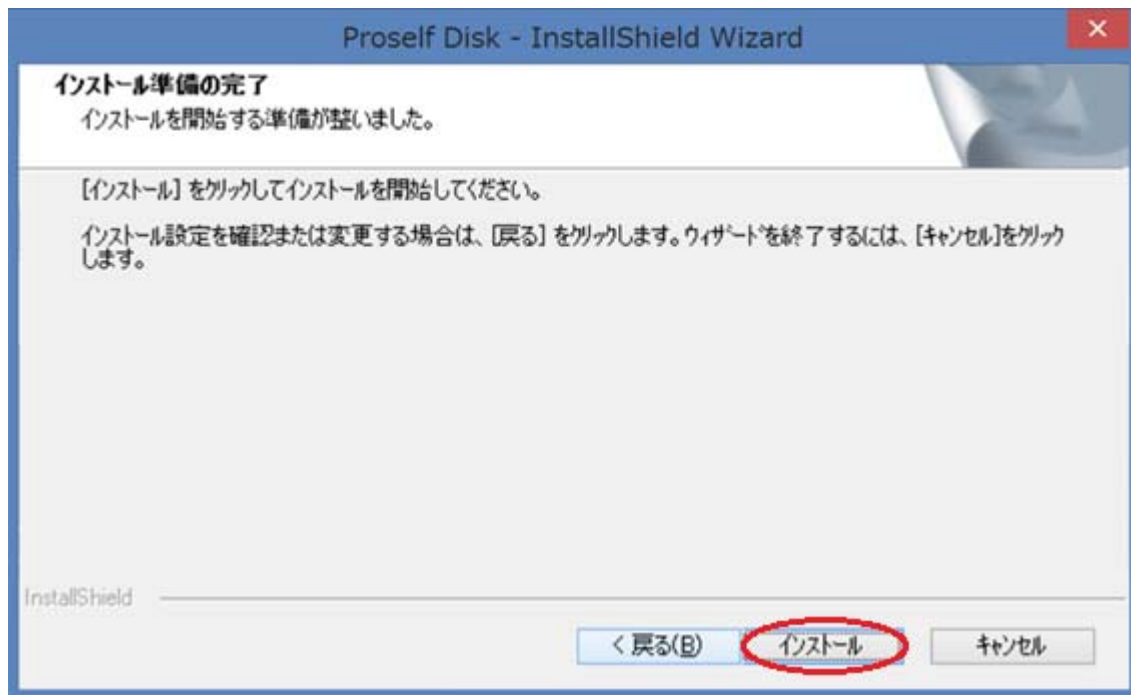 Proself Disk - InstallShield Wizard
インストール準備の完了
インストールを開始する準備が整いました。
[インストール] をクリックしてインストールを開始してください。
インストール設定を確認または変更する場合は、[戻る] をクリックします。ウィザードを終了するには、[キャンセル]をクリック
します。
InstallShield
< 戻る(B)
インストール
キャンセル